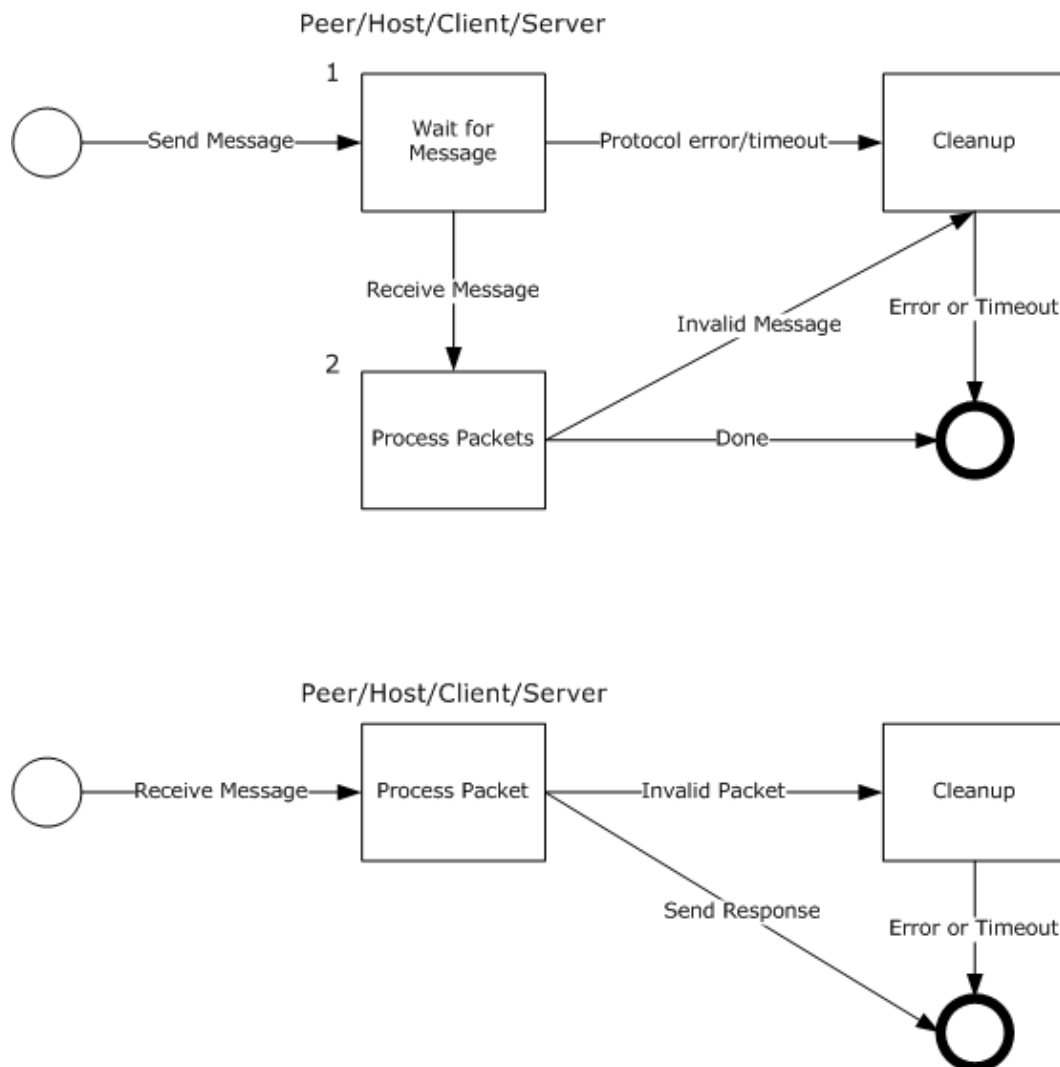 Peer/Host/Client/Server
1
Send Message
Wait for
Message
Protocol error/timeout
Cleanup
Receive Message
Invalid Message
Error or Timeout
2
Process Packets
Done
Peer/Host/Client/Server
Receive Message
Process Packet
Invalid Packet
Cleanup
Send Response
Error or Timeout